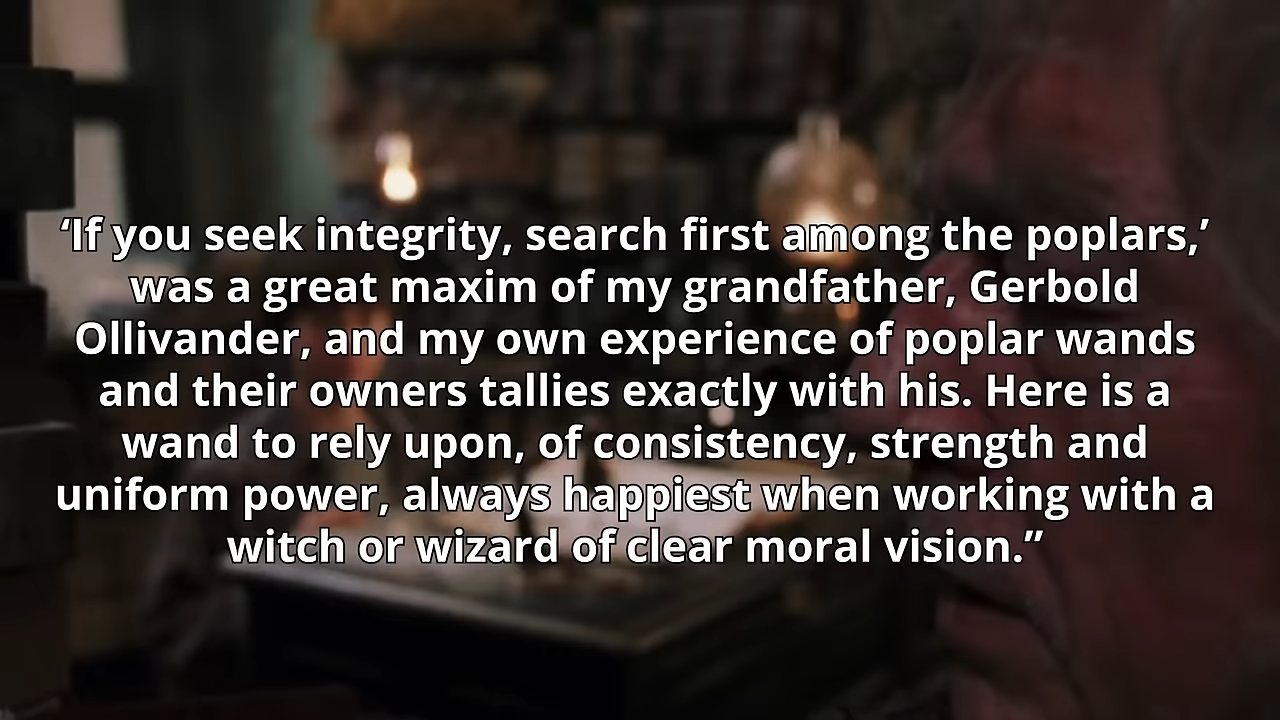 ‘If you seek integrity, search first among the poplars,’
was a great maxim of my grandfather, Gerbold
Ollivander, and my own experience of poplar wands
and their owners tallies exactly with his. Here is a
wand to rely upon, of consistency, strength and
uniform power, always happiest when working with a
witch or wizard of clear moral vision.”